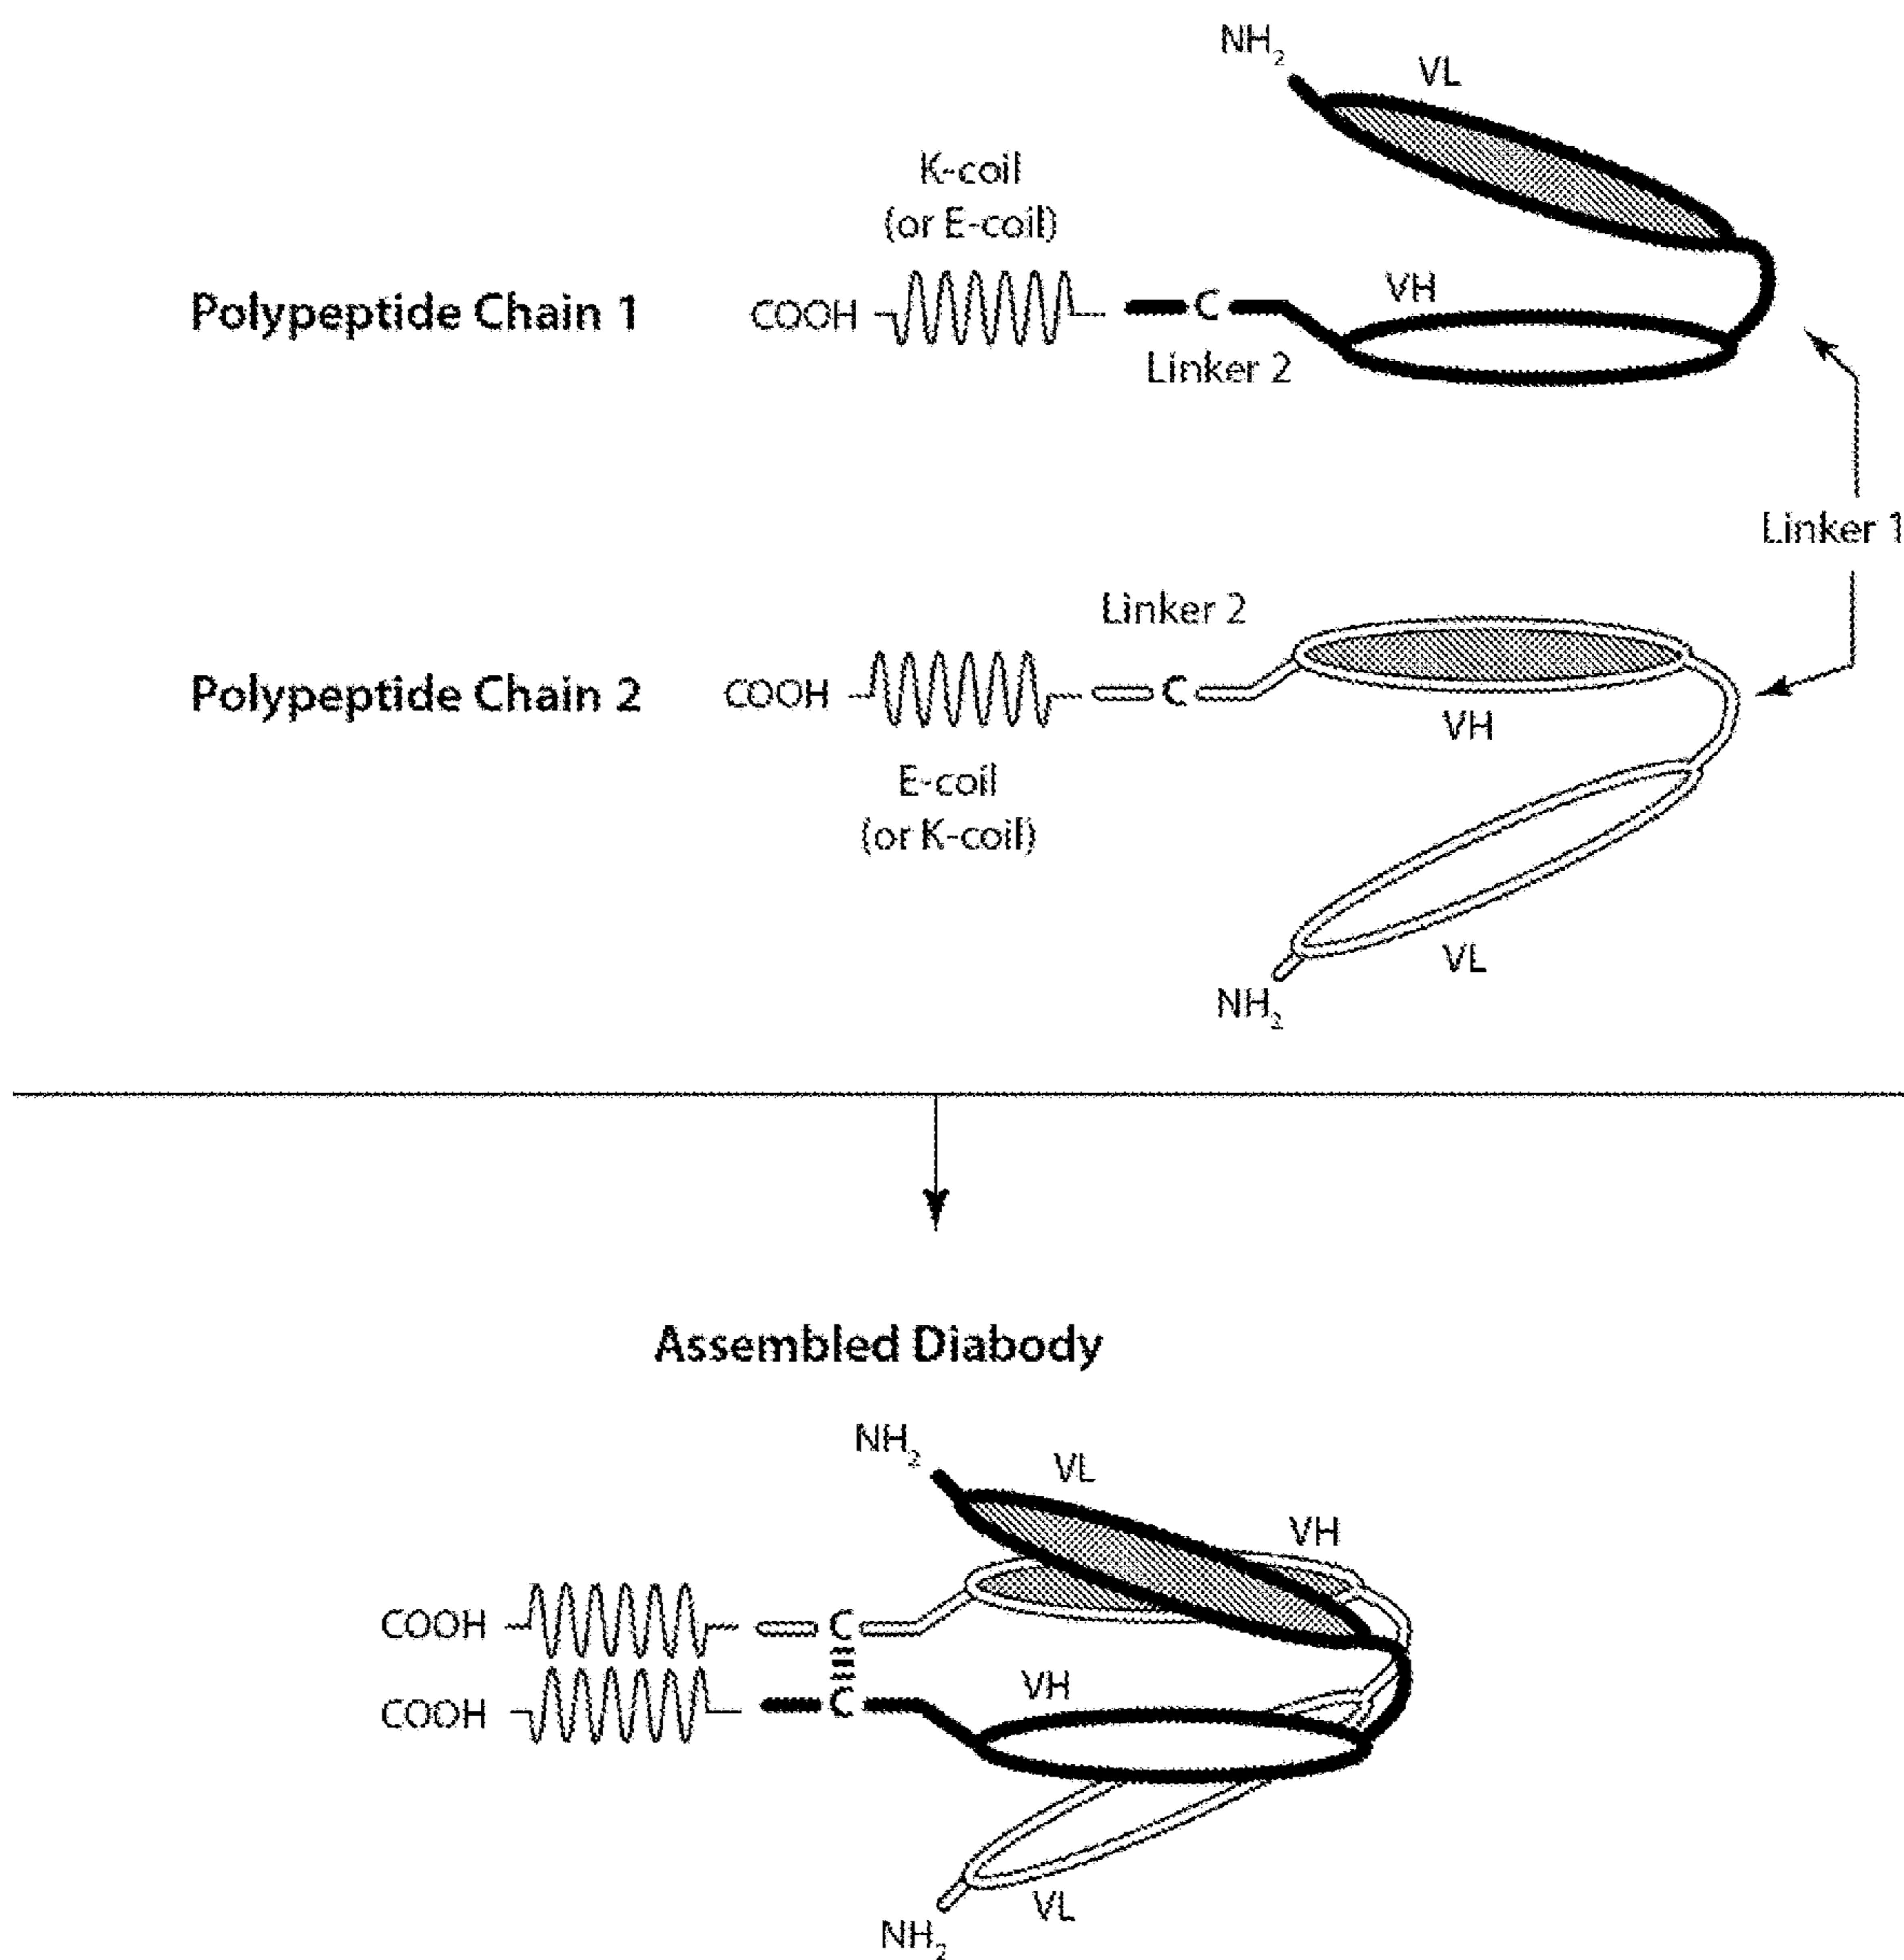 NH₂
VL
K-coil
(or E-coil)
Polypeptide Chain 1
COOH
C
VH
Linker 2
Linker 1
Linker 2
Polypeptide Chain 2
COOH
C
VH
E-coil
(or K-coil)
VL
NH₂
Assembled Diabody
NH₂
VL
VH
COOH
C
VH
COOH
C
VL
NH₂